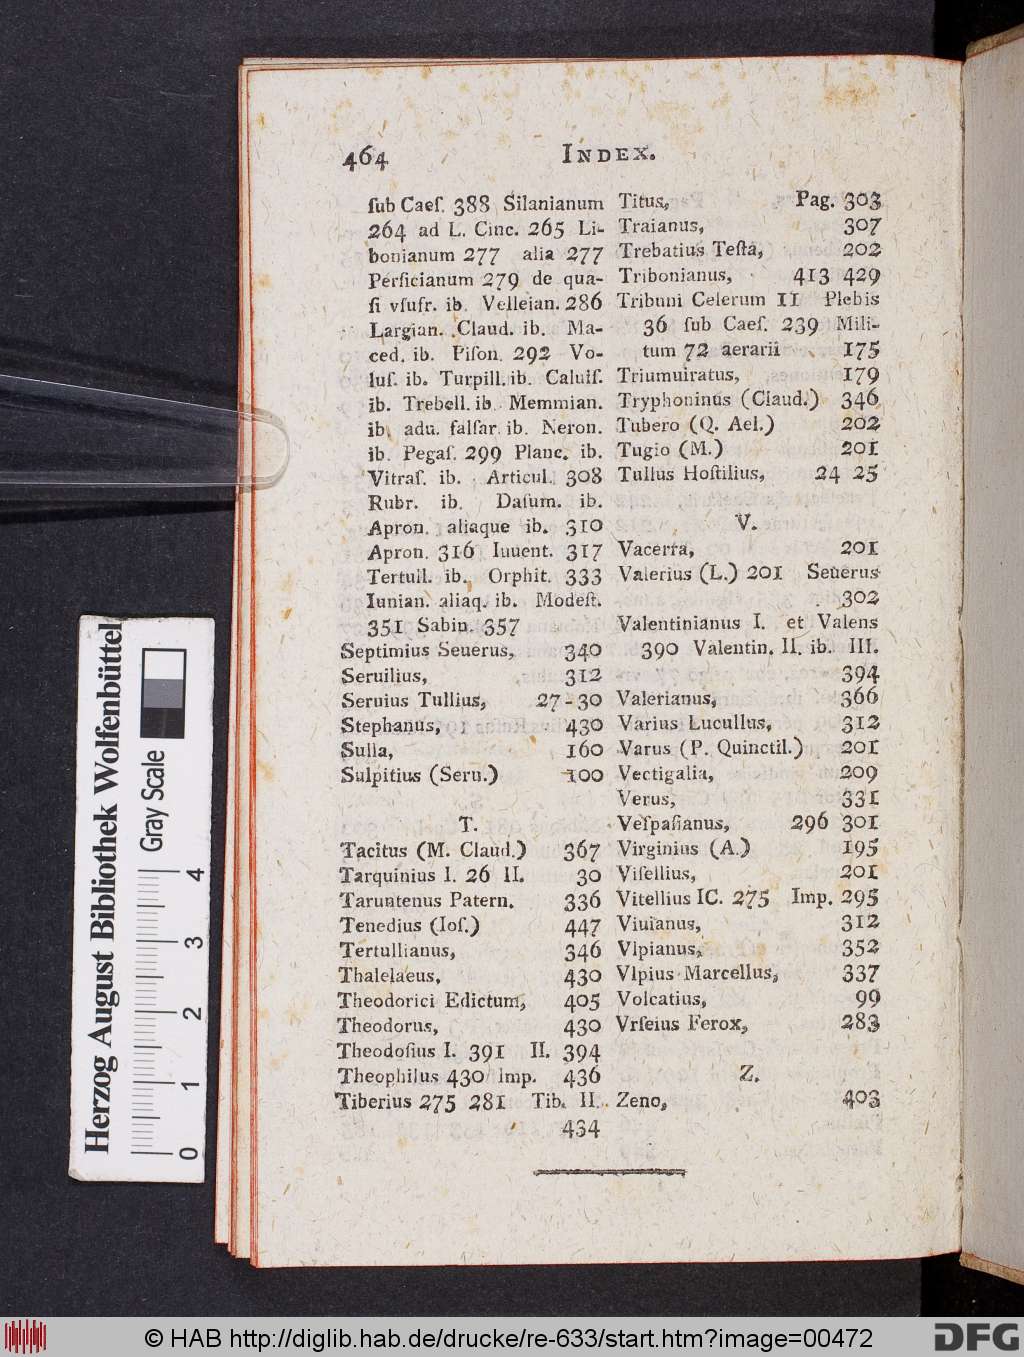 464
INDEX.
ſub Caeſ. 388 Silanianum
264 ad L. Cinc. 265 Li-
bonianum 277 alia 277
Perſicianum 279 de qua-
ſi vſufr. ib. Velleian. 286
Largian. Claud. ib. Ma-
ced. ib. Piſon. 292 Vo-
luſ. ib. Turpill. ib. Caluiſ.
ib. Trebell. ib. Memmian.
ib. adu. falſar. ib. Neron.
ib. Pegaſ. 299 Planc. ib.
Vitraſ. ib. Articul. 308
Rubr. ib. Daſum. ib.
Apron. aliaque ib. 310
Apron. 316 Iuuent. 317
Tertull. ib. Orphit. 333
Iunian. aliaq. ib. Modeſt.
351 Sabin. 357
Septimius Seuerus, 340
Seruilius, 312
Seruius Tullius, 27-30
Stephanus, 430
Sulla, 160
Sulpitius (Seru.) 100
T.
Tacitus (M. Claud.) 367
Tarquinius I. 26 II. 30
Taruntenus Patern. 336
Tenedius (Ioſ.) 447
Tertullianus, 346
Thalelaeus, 430
Theodorici Edictum, 405
Theodorus, 430
Theodoſius I. 391 II. 394
Theophilus 430 Imp. 436
Tiberius 275 281 Tib. II.
434
Titus, Pag. 303
Traianus, 307
Trebatius Teſta, 202
Tribonianus, 413 429
Tribuni Celerum II Plebis
36 ſub Caeſ. 239 Mili-
tum 72 aerarii 175
Triumuiratus, 179
Tryphoninus (Claud.) 346
Tubero (Q. Ael.) 202
Tugio (M.) 201
Tullus Hoſtilius, 24 25
V.
Vacerra, 201
Valerius (L.) 201 Seuerus
302
Valentinianus I. et Valens
390 Valentin. II. ib. III.
394
Valerianus, 366
Varius Lucullus, 312
Varus (P. Quinctil.) 201
Vectigalia, 209
Verus, 331
Veſpaſianus, 296 301
Virginius (A.) 195
Viſellius, 201
Vitellius IC. 275 Imp. 295
Viuianus, 312
Vlpianus, 352
Vlpius Marcellus, 337
Volcatius, 99
Vrſeius Ferox, 283
Z.
Zeno, 403
Herzog August Bibliothek Wolfenbüttel
Gray Scale
0 1 2 3 4
© HAB http://diglib.hab.de/drucke/re-633/start.htm?image=00472
DFG